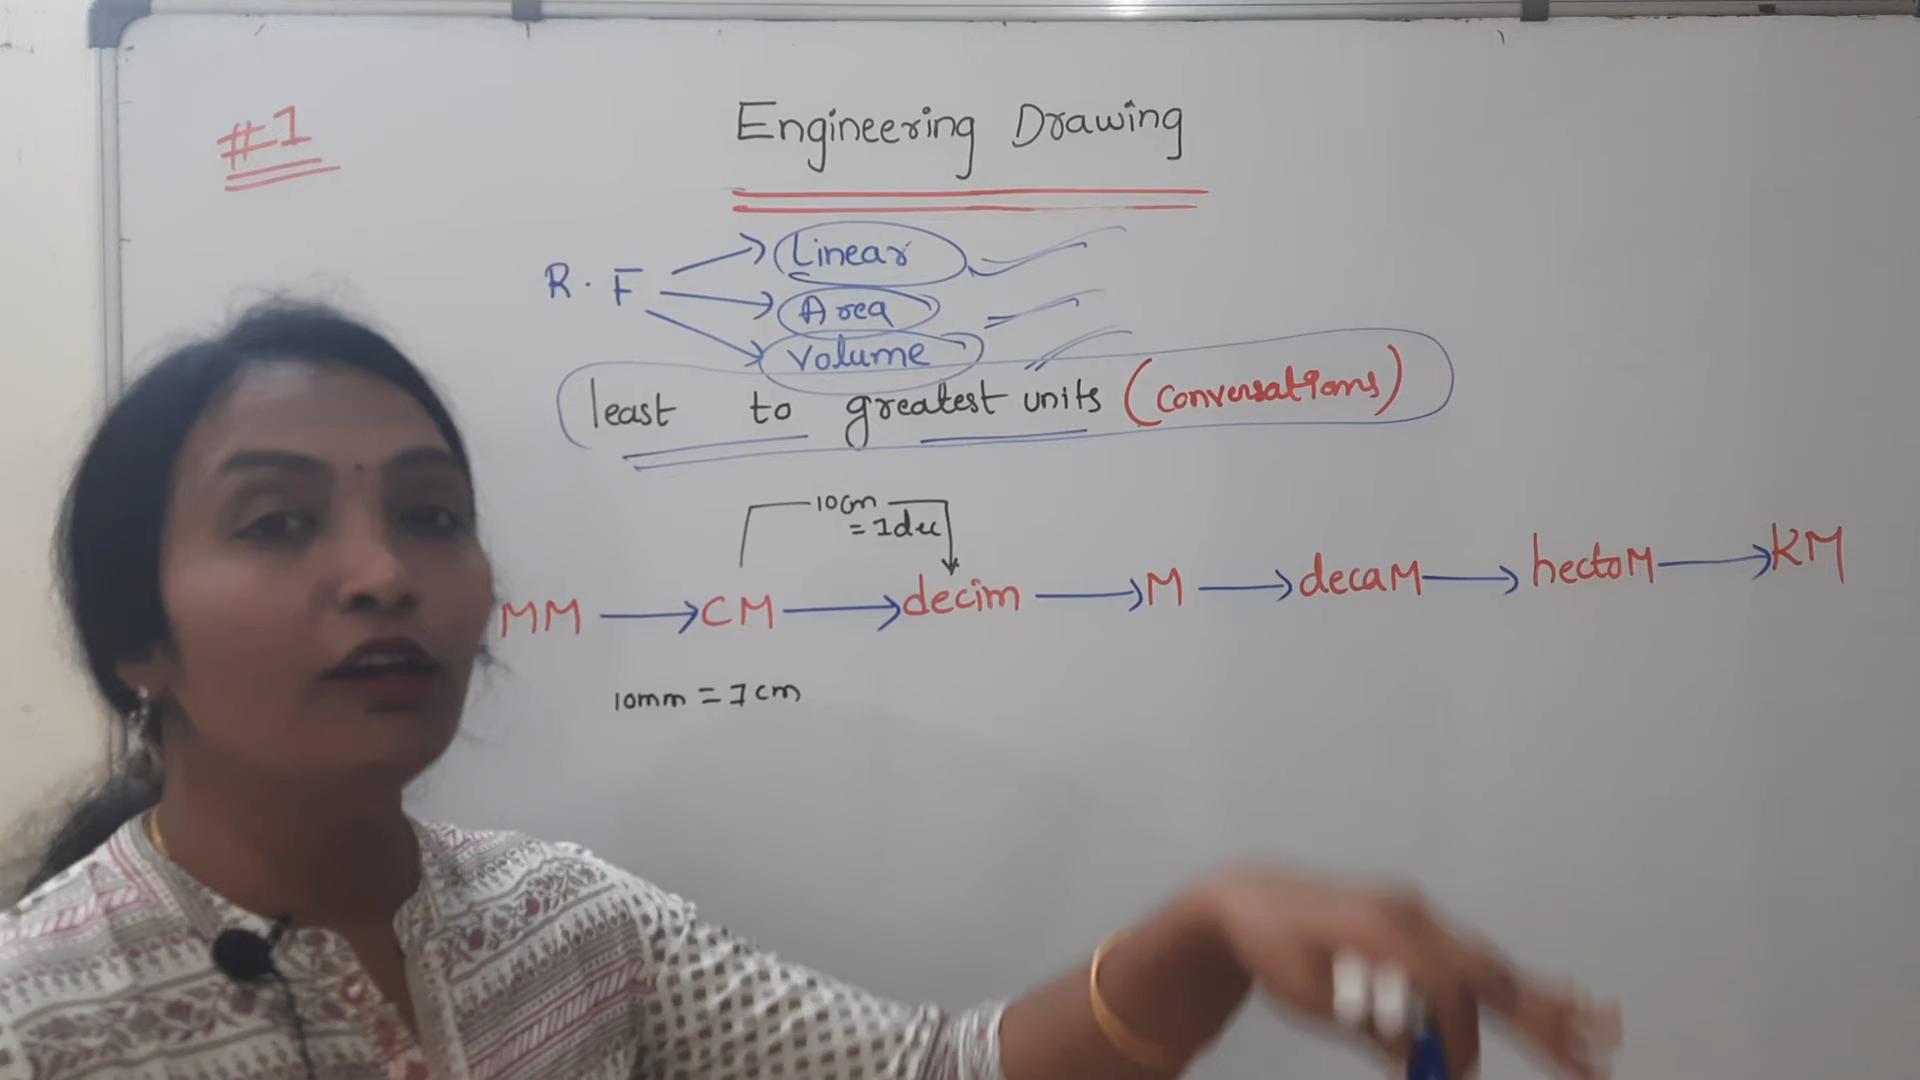 #1
Engineering Drawing
R.F → Linear
→ Area
→ Volume
least to greatest units (conversations)
10cm
= 1dec
MM → CM → decim → M → decaM → hectoM → KM
10mm = 1cm